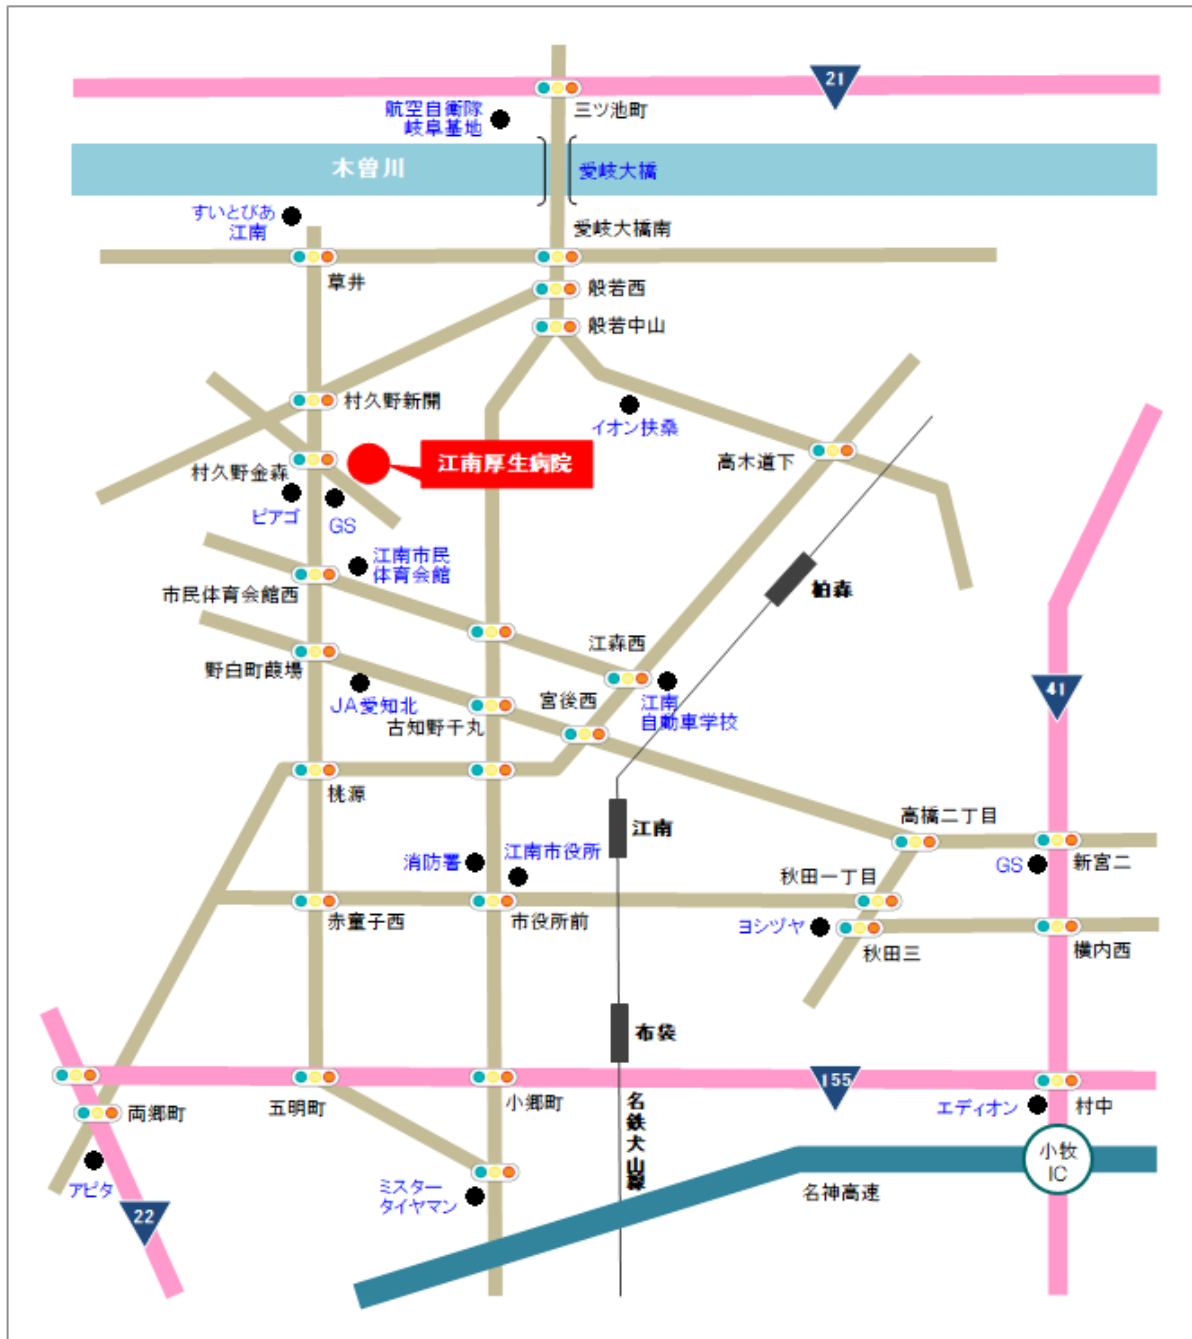 21
航空自衛隊
岐阜基地
三ツ池町
木曽川
愛岐大橋
すいとぴあ
江南
愛岐大橋南
草井
般若西
般若中山
村久野新開
イオン扶桑
江南厚生病院
高木道下
村久野金森
ピアゴ
GS
江南市民
体育会館
市民体育会館西
柏森
江森西
野白町葭場
JA愛知北
宮後西
江南
自動車学校
41
古知野千丸
桃源
江南
高橋二丁目
消防署
江南市役所
秋田一丁目
GS
新宮二
赤童子西
市役所前
ヨシヅヤ
秋田三
横内西
布袋
155
両郷町
五明町
小郷町
名鉄犬山線
エディオン
村中
小牧
IC
アピタ
ミスター
タイヤマン
名神高速
22